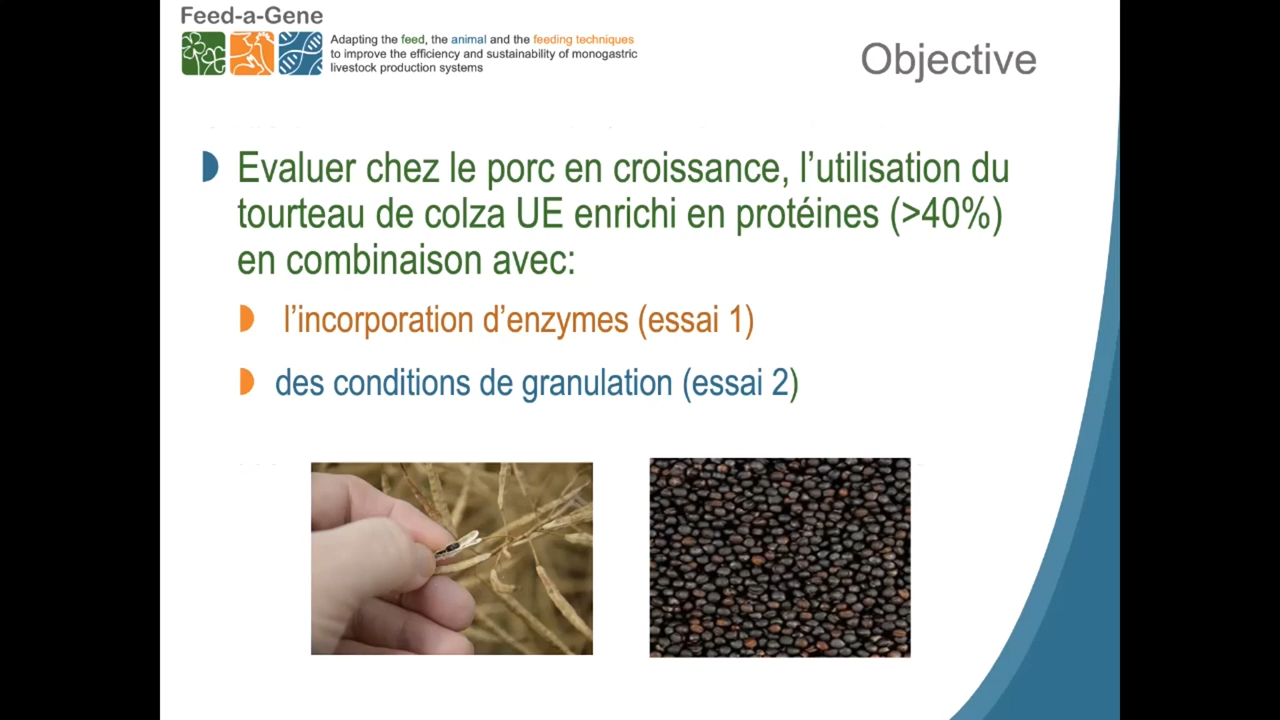 Feed-a-Gene
Adapting the feed, the animal and the feeding techniques
to improve the efficiency and sustainability of monogastric
livestock production systems
Objective
Evaluer chez le porc en croissance, l’utilisation du
tourteau de colza UE enrichi en protéines (>40%)
en combinaison avec:
l’incorporation d’enzymes (essai 1)
des conditions de granulation (essai 2)